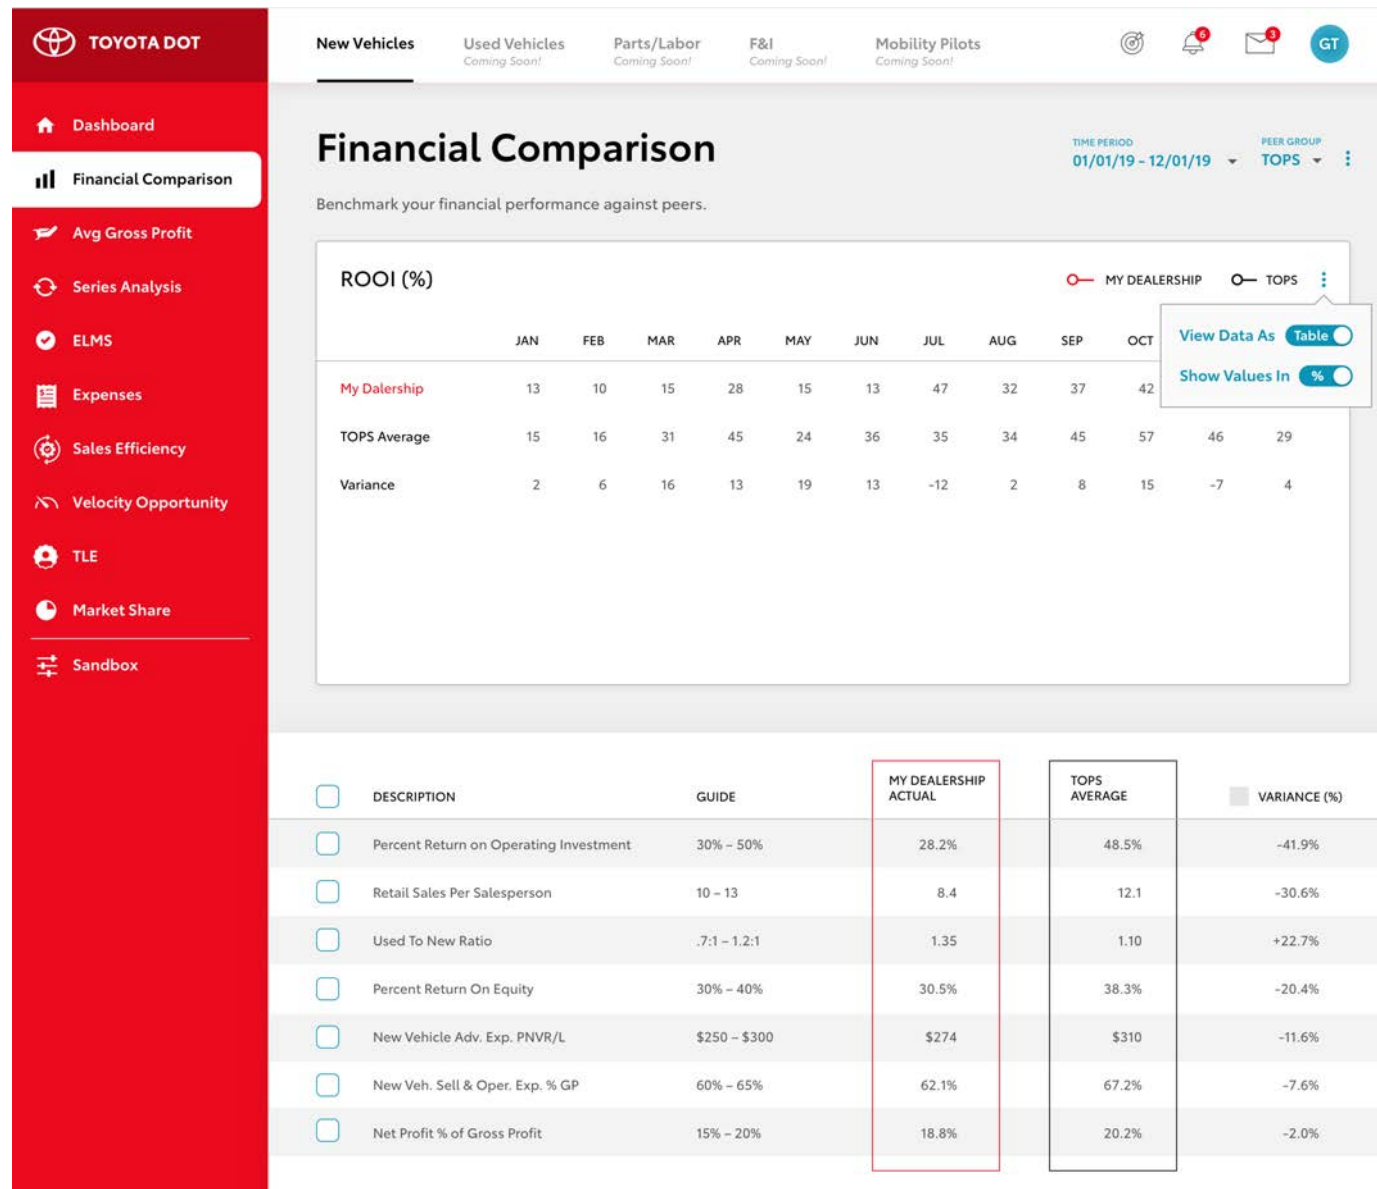 TOYOTA DOT
New Vehicles Used Vehicles Parts/Labor F&I Mobility Pilots
Coming Soon! Coming Soon! Coming Soon! Coming Soon!
6
3
GT
Dashboard
Financial Comparison
Avg Gross Profit
Series Analysis
ELMS
Expenses
Sales Efficiency
Velocity Opportunity
TLE
Market Share
Sandbox
Financial Comparison
TIME PERIOD PEER GROUP
01/01/19 - 12/01/19 TOPS
Benchmark your financial performance against peers.
ROOI (%) MY DEALERSHIP TOPS
View Data As Table
Show Values In %
JAN FEB MAR APR MAY JUN JUL AUG SEP OCT
My Dalership 13 10 15 28 15 13 47 32 37 42
TOPS Average 15 16 31 45 24 36 35 34 45 57 46 29
Variance 2 6 16 13 19 13 -12 2 8 15 -7 4
DESCRIPTION GUIDE MY DEALERSHIP ACTUAL TOPS AVERAGE VARIANCE (%)
Percent Return on Operating Investment 30% – 50% 28.2% 48.5% -41.9%
Retail Sales Per Salesperson 10 – 13 8.4 12.1 -30.6%
Used To New Ratio .7:1 – 1.2:1 1.35 1.10 +22.7%
Percent Return On Equity 30% – 40% 30.5% 38.3% -20.4%
New Vehicle Adv. Exp. PNVR/L $250 – $300 $274 $310 -11.6%
New Veh. Sell & Oper. Exp. % GP 60% – 65% 62.1% 67.2% -7.6%
Net Profit % of Gross Profit 15% – 20% 18.8% 20.2% -2.0%